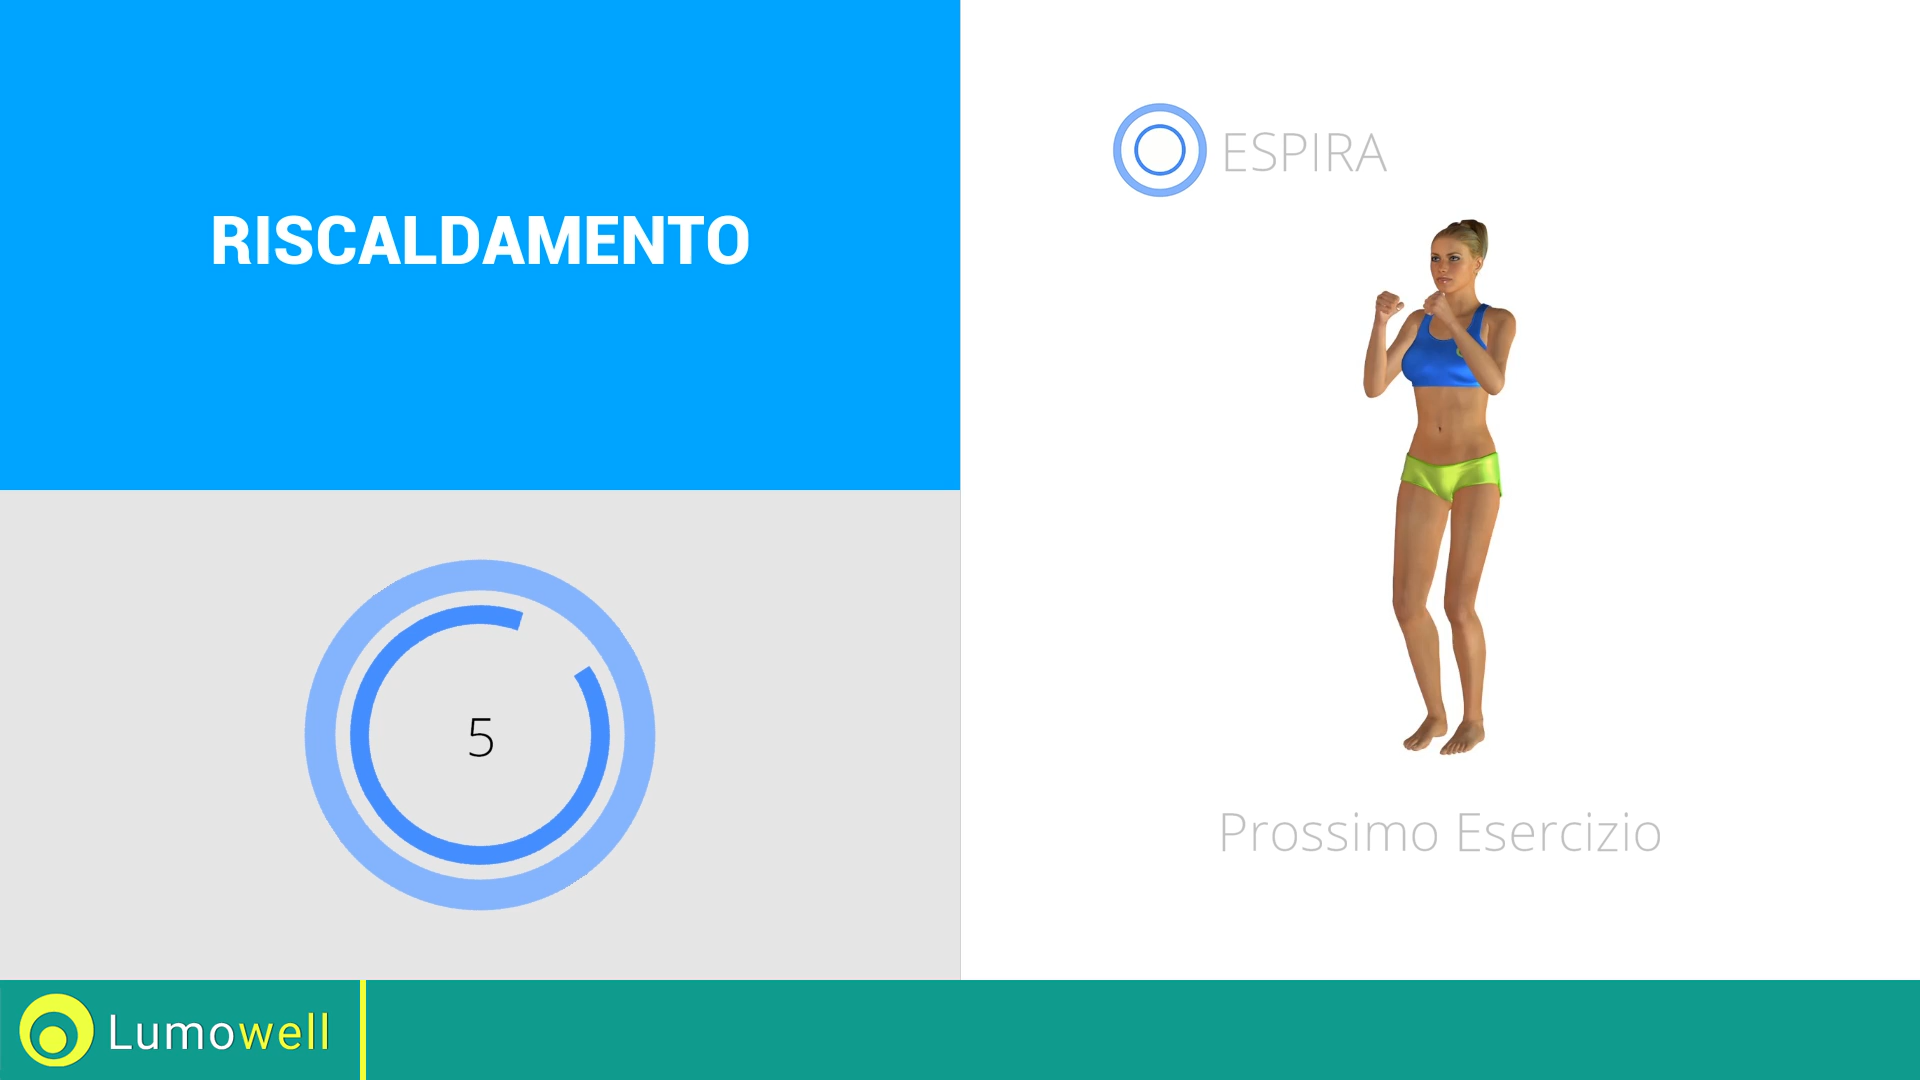 RISCALDAMENTO
5
ESPIRA
Prossimo Esercizio
Lumowell